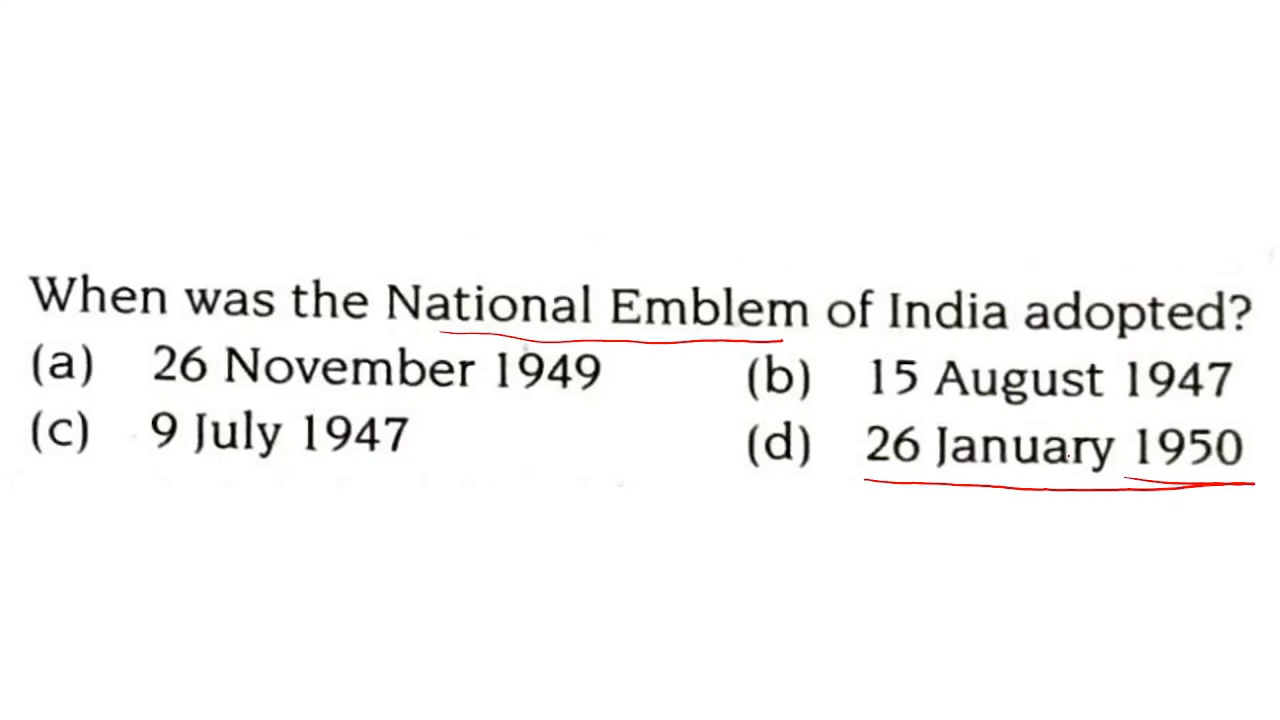 When was the National Emblem of India adopted?
(a) 26 November 1949 (b) 15 August 1947
(c) 9 July 1947 (d) 26 January 1950